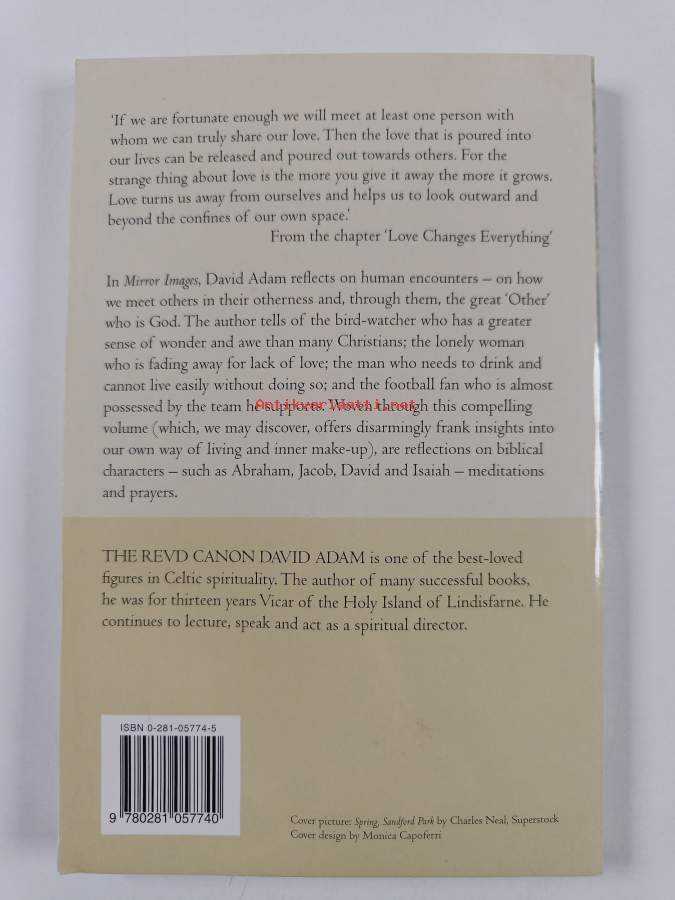 'If we are fortunate enough we will meet at least one person with
whom we can truly share our love. Then the love that is poured into
our lives can be released and poured out towards others. For the
strange thing about love is the more you give it away the more it grows.
Love turns us away from ourselves and helps us to look outward and
beyond the confines of our own space.'
From the chapter 'Love Changes Everything'
In Mirror Images, David Adam reflects on human encounters – on how
we meet others in their otherness and, through them, the great 'Other'
who is God. The author tells of the bird-watcher who has a greater
sense of wonder and awe than many Christians; the lonely woman
who is fading away for lack of love; the man who needs to drink and
cannot live easily without doing so; and the football fan who is almost
possessed by the team he supports. Woven through this compelling
Antikvariaatti.net
volume (which, we may discover, offers disarmingly frank insights into
our own way of living and inner make-up), are reflections on biblical
characters – such as Abraham, Jacob, David and Isaiah – meditations
and prayers.
THE REVD CANON DAVID ADAM is one of the best-loved
figures in Celtic spirituality. The author of many successful books,
he was for thirteen years Vicar of the Holy Island of Lindisfarne. He
continues to lecture, speak and act as a spiritual director.
ISBN 0-281-05774-5
9 780281 057740
Cover picture: Spring, Sandford Park by Charles Neal, Superstock
Cover design by Monica Capoferri